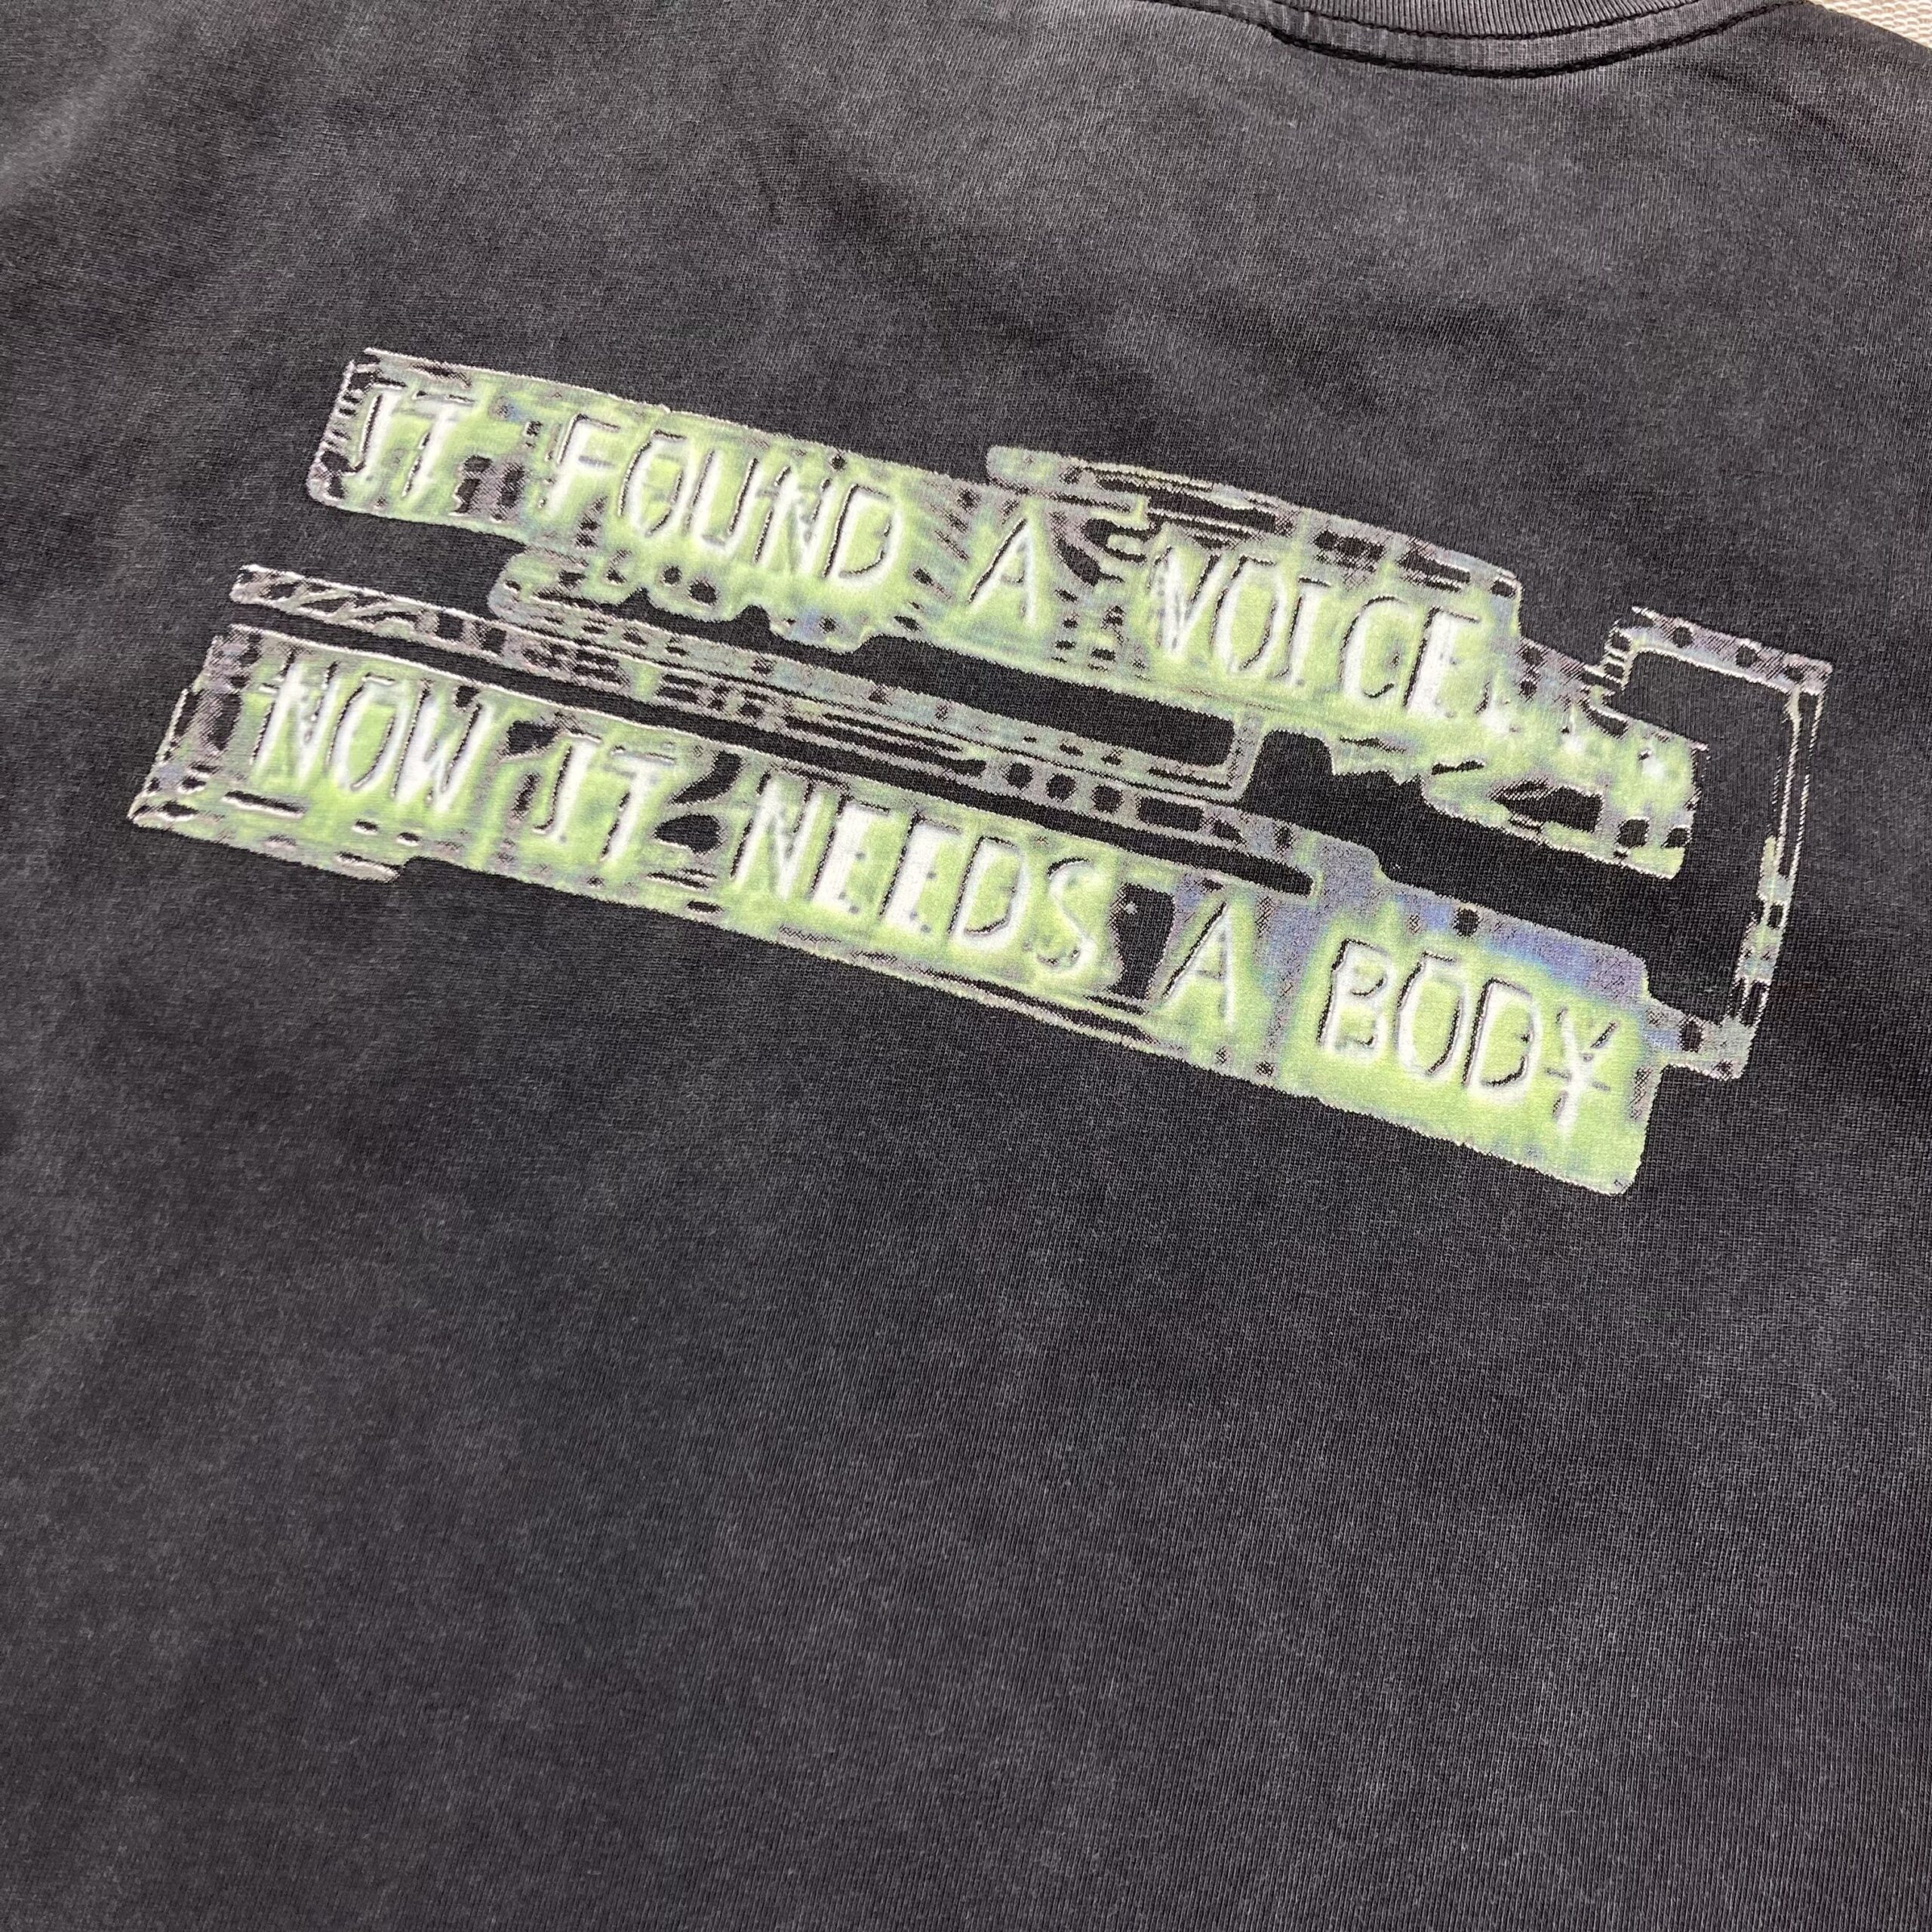 IT FOUND A VOICE...
NOW IT NEEDS A BODY